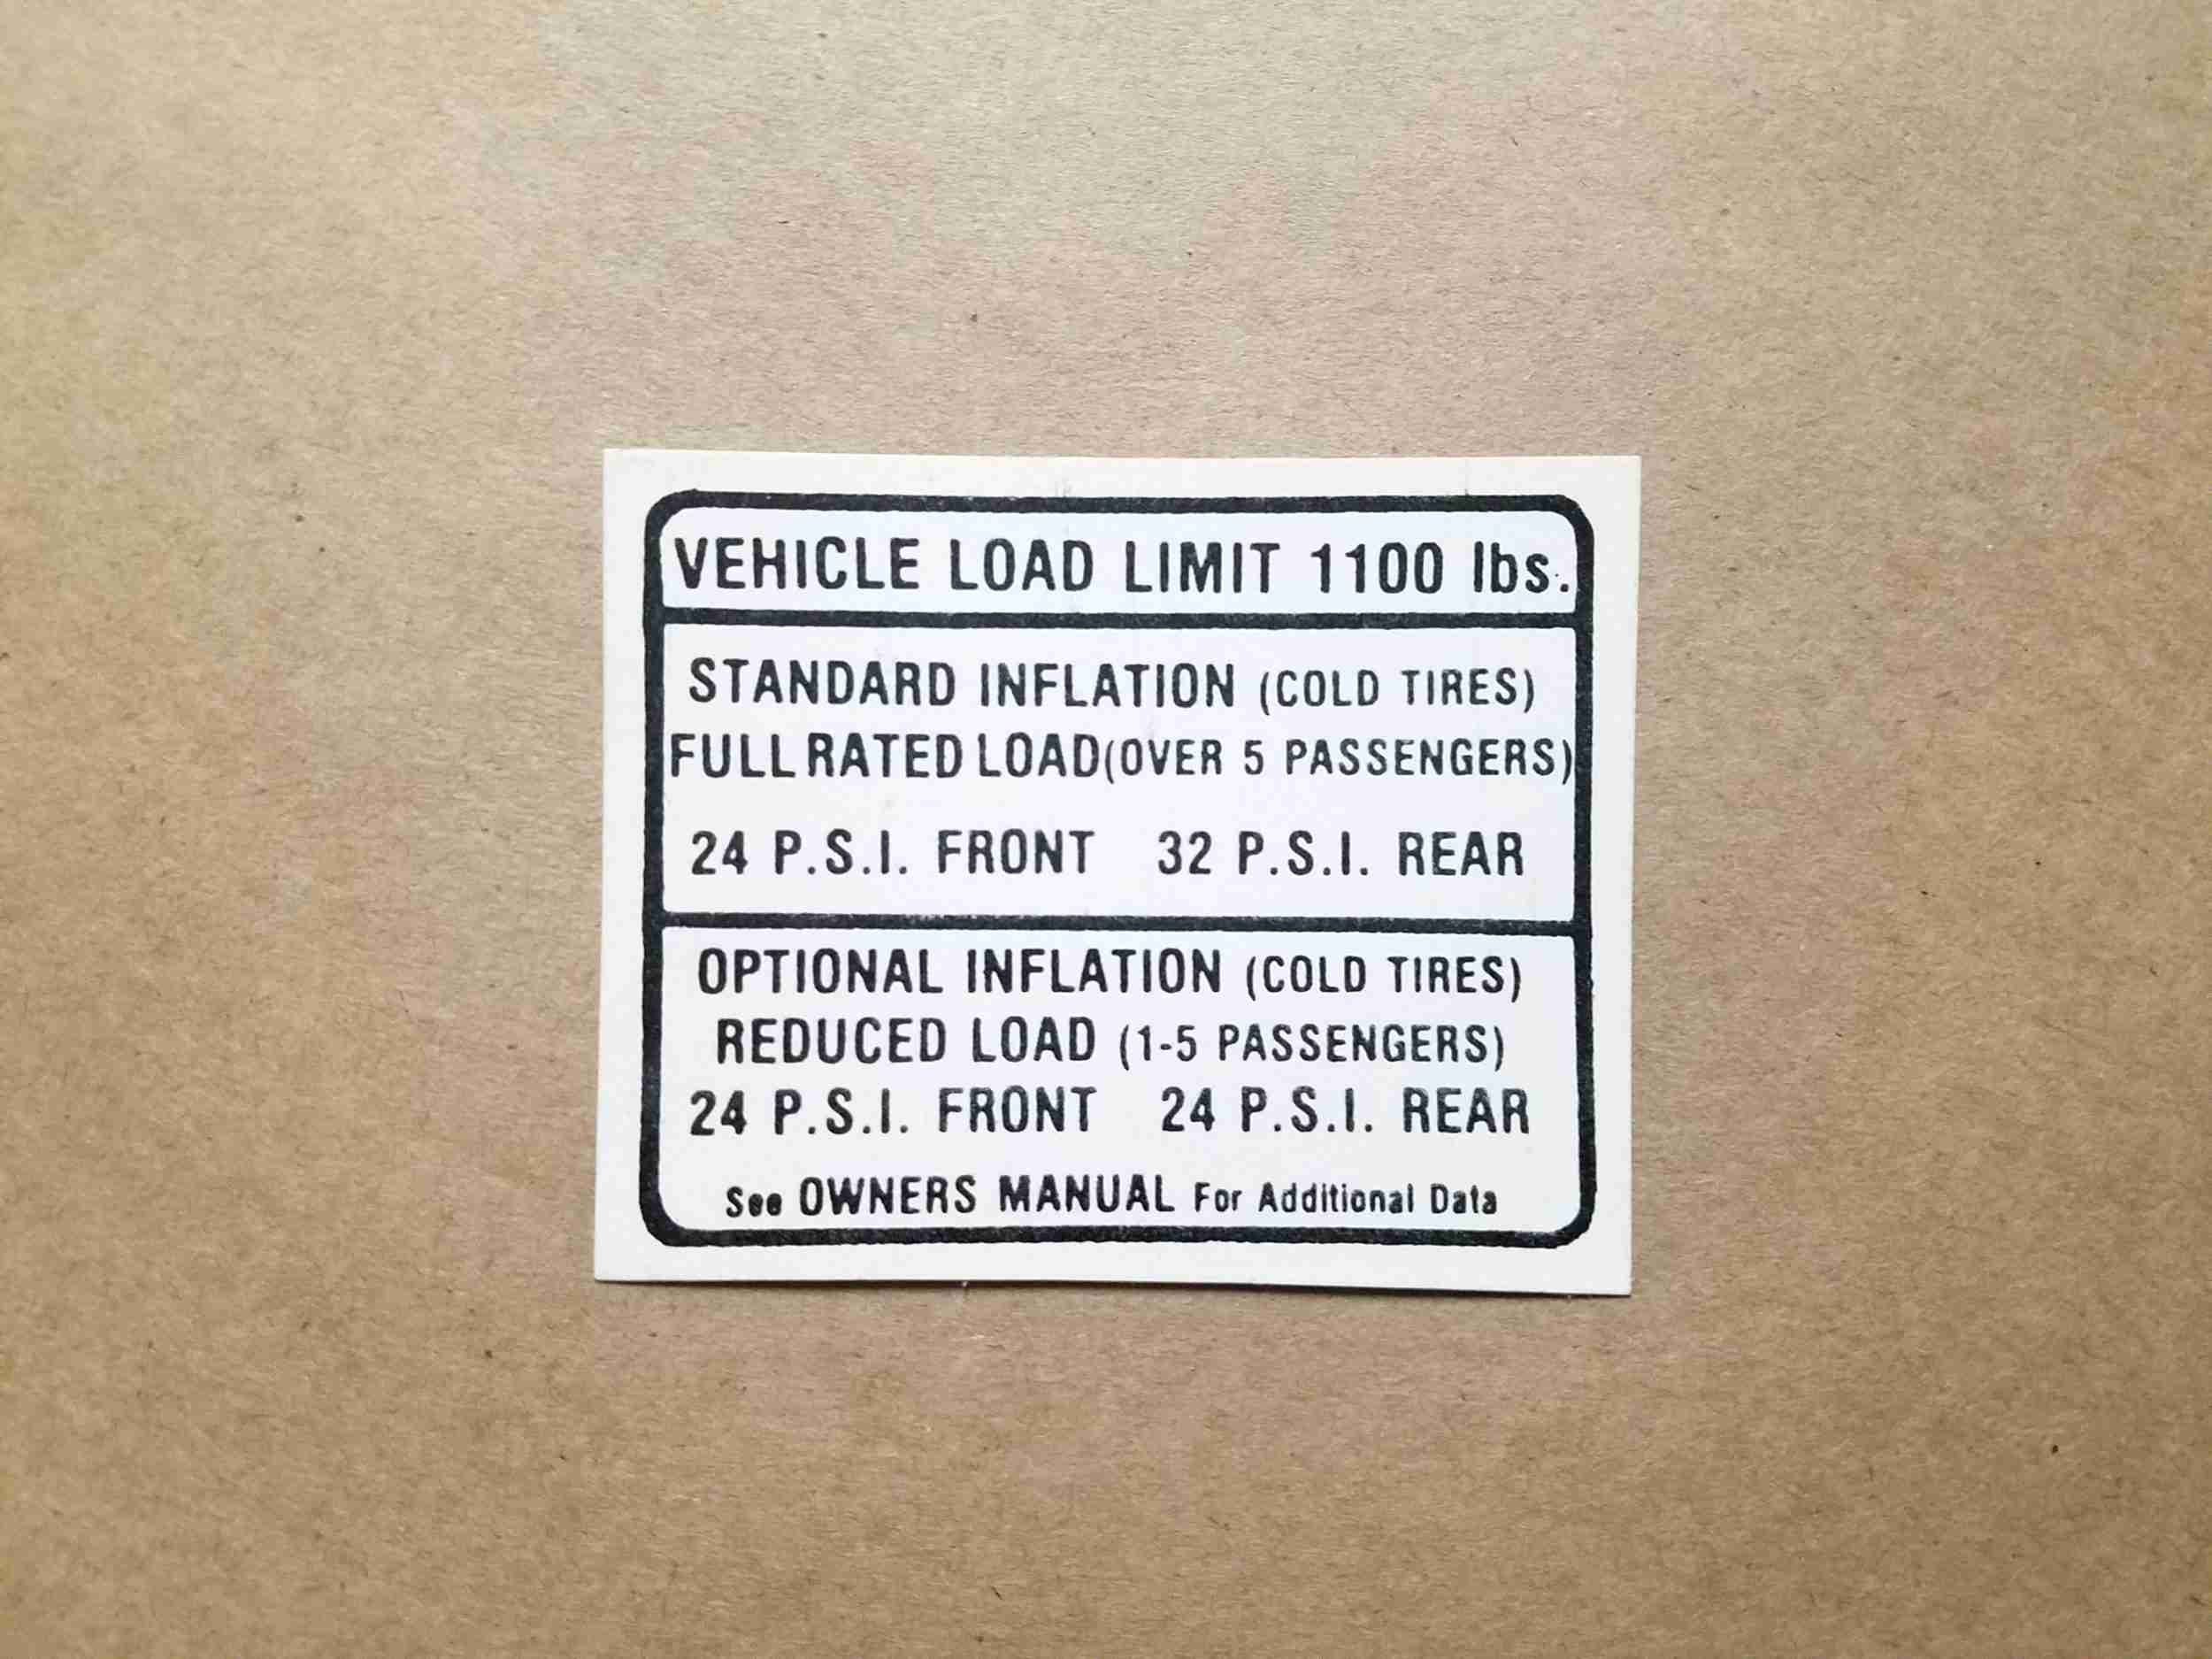 VEHICLE LOAD LIMIT 1100 lbs.
STANDARD INFLATION (COLD TIRES)
FULL RATED LOAD (OVER 5 PASSENGERS)
24 P.S.I. FRONT 32 P.S.I. REAR
OPTIONAL INFLATION (COLD TIRES)
REDUCED LOAD (1-5 PASSENGERS)
24 P.S.I. FRONT 24 P.S.I. REAR
See OWNERS MANUAL For Additional Data